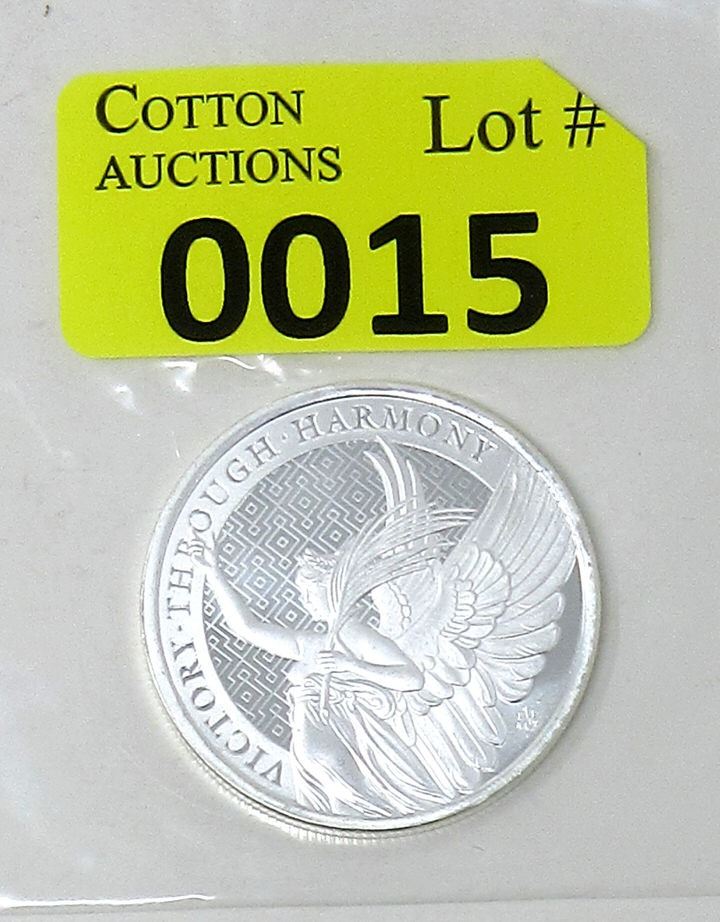 COTTON
AUCTIONS
Lot #
0015
VICTORY · THROUGH · HARMONY